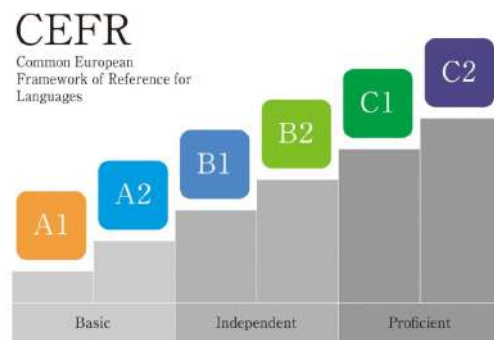 CEFR
Common European
Framework of Reference for
Languages
C2
C1
B2
B1
A2
A1
Basic
Independent
Proficient